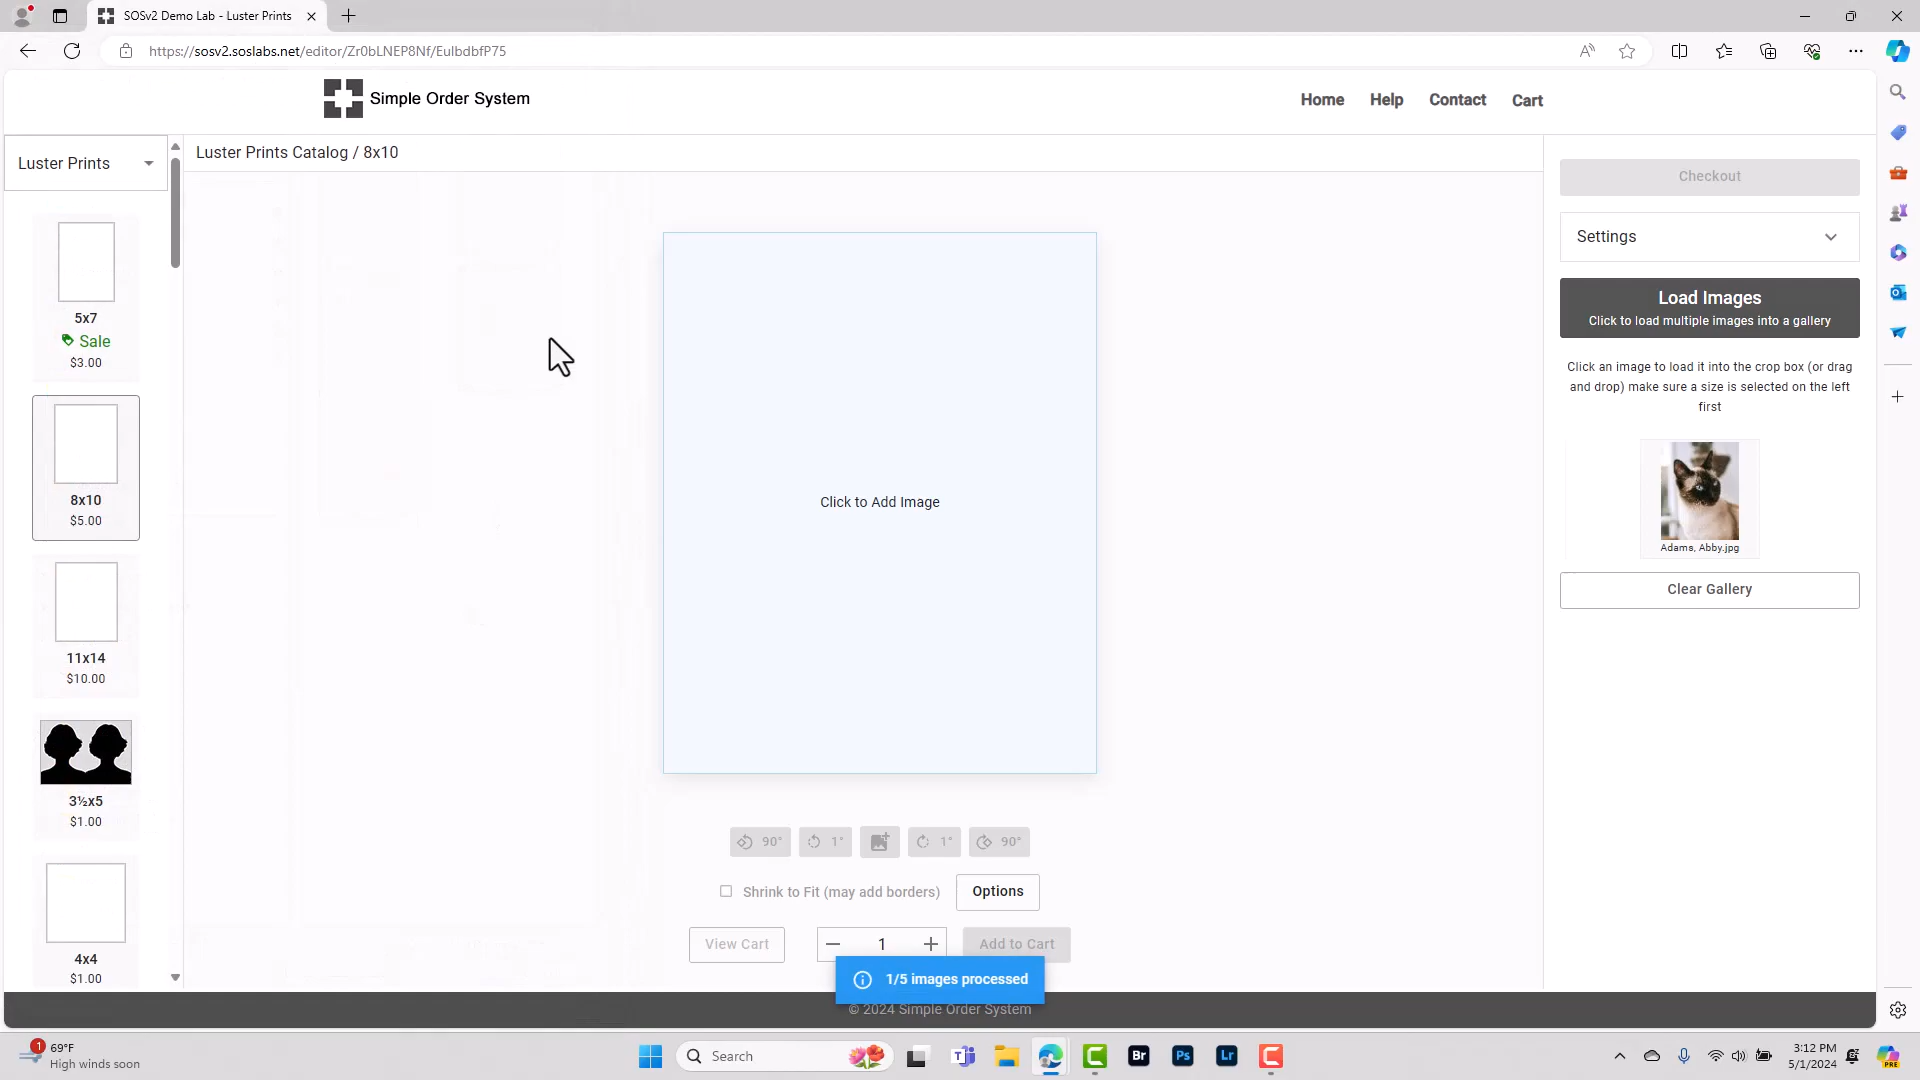 SOSv2 Demo Lab - Luster Prints
https://sosv2.soslabs.net/editor/Zr0bLNEP8Nf/EulbdbfP75
Simple Order System
Home
Help
Contact
Cart
Luster Prints
Luster Prints Catalog / 8x10
5x7
Sale
$3.00
8x10
$5.00
11x14
$10.00
3½x5
$1.00
4x4
$1.00
Click to Add Image
90°
1°
1°
90°
Shrink to Fit (may add borders)
Options
View Cart
1
Add to Cart
1/5 images processed
© 2024 Simple Order System
Checkout
Settings
Load Images
Click to load multiple images into a gallery
Click an image to load it into the crop box (or drag
and drop) make sure a size is selected on the left
first
Adams, Abby.jpg
Clear Gallery
1
69°F
High winds soon
Search
Br
Ps
Lr
3:12 PM
5/1/2024
PRE